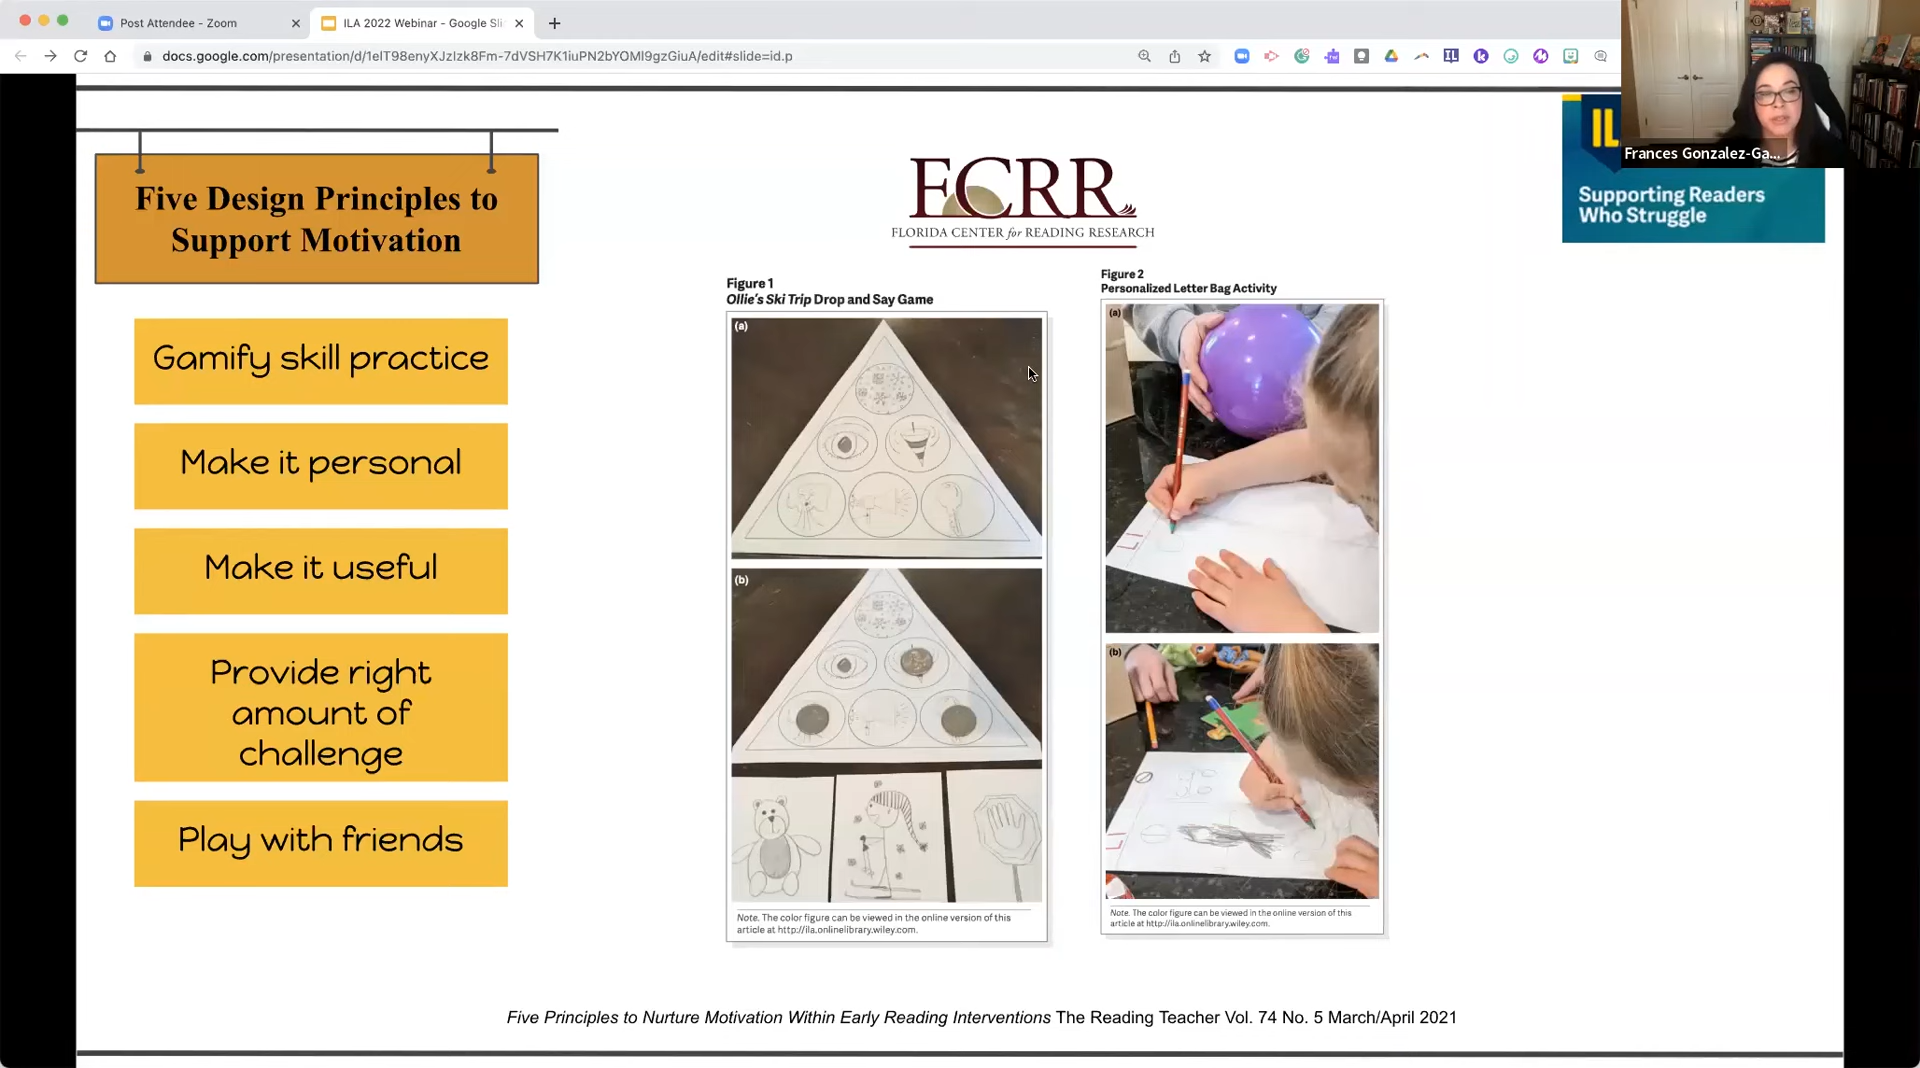 Post Attendee - Zoom
ILA 2022 Webinar - Google Sli
docs.google.com/presentation/d/1elT98enyXJzIzk8Fm-7dVSH7K1iuPN2bYOMl9gzGiuA/edit#slide=id.p
Frances Gonzalez-Ga...
IL
Supporting Readers
Who Struggle
Five Design Principles to
Support Motivation
Gamify skill practice
Make it personal
Make it useful
Provide right
amount of
challenge
Play with friends
FCRR
FLORIDA CENTER for READING RESEARCH
Figure 1
Ollie's Ski Trip Drop and Say Game
(a)
(b)
Note. The color figure can be viewed in the online version of this
article at http://ila.onlinelibrary.wiley.com.
Figure 2
Personalized Letter Bag Activity
(a)
Ll
(b)
Ll
Note. The color figure can be viewed in the online version of this
article at http://ila.onlinelibrary.wiley.com.
Five Principles to Nurture Motivation Within Early Reading Interventions The Reading Teacher Vol. 74 No. 5 March/April 2021